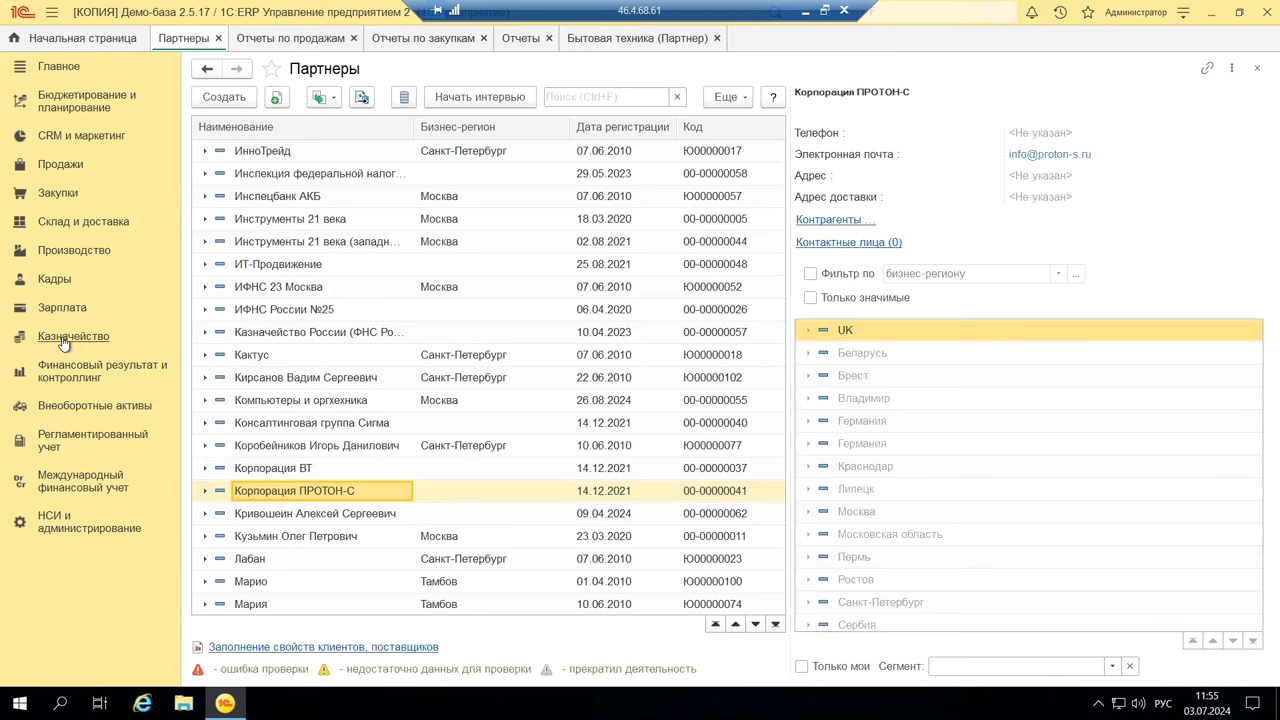 [КОПИЯ] Демо-база 2.5.17 / 1С:ERP Управление предприятием 2
46.4.68.61
Администратор
Начальная страница
Партнеры
Отчеты по продажам
Отчеты по закупкам
Отчеты
Бытовая техника (Партнер)
Главное
Бюджетирование и
планирование
CRM и маркетинг
Продажи
Закупки
Склад и доставка
Производство
Кадры
Зарплата
Казначейство
Финансовый результат и
контроллинг
Внеоборотные активы
Регламентированный
учет
Международный
финансовый учет
НСИ и
администрирование
Партнеры
Создать
Начать интервью
Поиск (Ctrl+F)
Еще
?
Наименование Бизнес-регион Дата регистрации Код
ИнноТрейд Санкт-Петербург 07.06.2010 Ю00000017
Инспекция федеральной налог... 29.05.2023 00-00000058
Инспецбанк АКБ Москва 07.06.2010 Ю00000057
Инструменты 21 века Москва 18.03.2020 00-00000005
Инструменты 21 века (западн... Москва 02.08.2021 00-00000044
ИТ-Продвижение 25.08.2021 00-00000048
ИФНС 23 Москва Москва 07.06.2010 Ю00000052
ИФНС России №25 06.04.2020 00-00000026
Казначейство России (ФНС Ро... 10.04.2023 00-00000057
Кактус Санкт-Петербург 07.06.2010 Ю00000018
Кирсанов Вадим Сергеевич Санкт-Петербург 22.06.2010 Ю00000102
Компьютеры и оргхехника Москва 26.08.2024 Ю00000055
Консалтинговая группа Сигма 14.12.2021 00-00000040
Коробейников Игорь Данилович Санкт-Петербург 10.06.2010 Ю00000077
Корпорация ВТ 14.12.2021 00-00000037
Корпорация ПРОТОН-С 14.12.2021 00-00000041
Кривошеин Алексей Сергеевич 09.04.2024 00-00000062
Кузьмин Олег Петрович Москва 23.03.2020 00-00000011
Лабан Санкт-Петербург 07.06.2010 Ю00000023
Марио Тамбов 01.04.2010 Ю00000100
Мария Тамбов 10.06.2010 Ю00000074
Заполнение свойств клиентов, поставщиков
- ошибка проверки - недостаточно данных для проверки - прекратил деятельность
Корпорация ПРОТОН-С
Телефон : <Не указан>
Электронная почта : info@proton-s.ru
Адрес : <Не указан>
Адрес доставки : <Не указан>
Контрагенты ...
Контактные лица (0)
Фильтр по бизнес-региону ...
Только значимые
UK
Беларусь
Брест
Владимир
Германия
Германия
Краснодар
Липецк
Москва
Московская область
Пермь
Ростов
Санкт-Петербург
Сербия
Только мои Сегмент:
РУС
11:55
03.07.2024